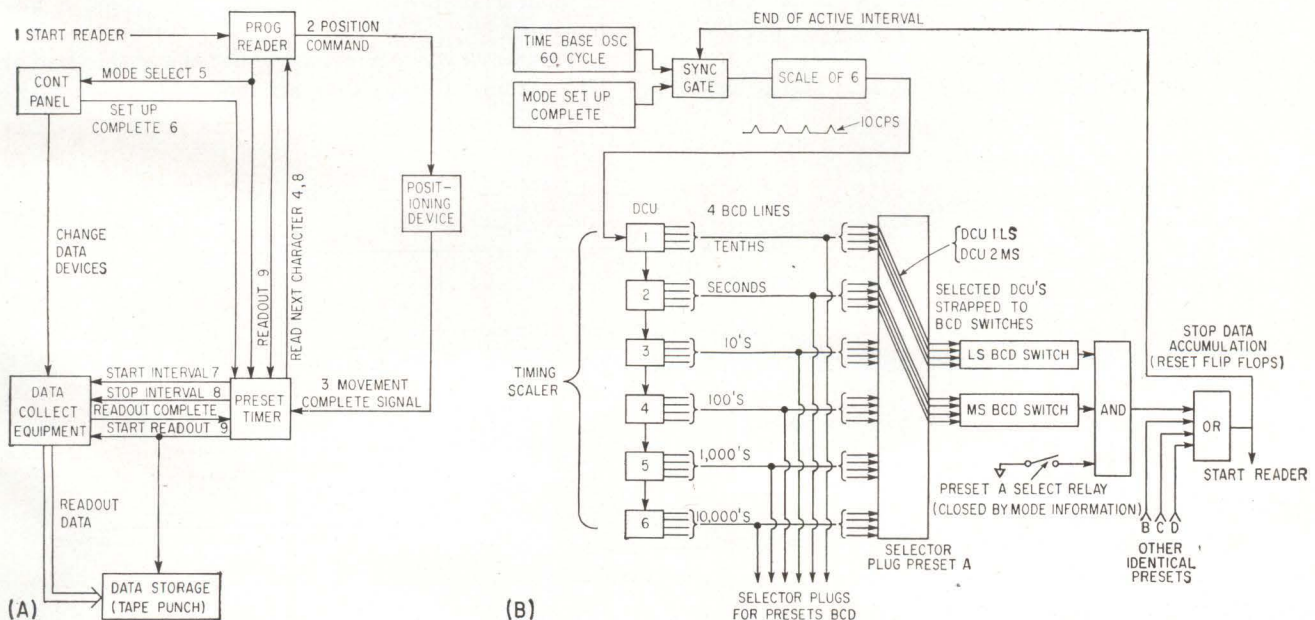 1 START READER
PROG
READER
2 POSITION
COMMAND
MODE SELECT 5
CONT
PANEL
SET UP
COMPLETE 6
POSIT-
IONING
DEVICE
CHANGE
DATA
DEVICES
READOUT 9
READ NEXT CHARACTER 4,8
START INTERVAL 7
STOP INTERVAL 8
READOUT COMPLETE
START READOUT 9
DATA
COLLECT
EQUIPMENT
PRESET
TIMER
3 MOVEMENT
COMPLETE SIGNAL
READOUT
DATA
DATA STORAGE
(TAPE PUNCH)
(A)
END OF ACTIVE INTERVAL
TIME BASE OSC
60 CYCLE
SYNC
GATE
SCALE OF 6
MODE SET UP
COMPLETE
10 CPS
DCU
4 BCD LINES
1
TENTHS
2
SECONDS
3
10'S
4
100'S
5
1,000'S
6
10,000'S
TIMING
SCALER
DCU 1 LS
DCU 2 MS
SELECTED DCU'S
STRAPPED TO
BCD SWITCHES
LS BCD SWITCH
MS BCD SWITCH
AND
OR
STOP DATA
ACCUMULATION
(RESET FLIP FLOPS)
START READER
PRESET A SELECT RELAY
(CLOSED BY MODE INFORMATION)
B C D
OTHER
IDENTICAL
PRESETS
SELECTOR
PLUG PRESET A
SELECTOR PLUGS
FOR PRESETS BCD
(B)